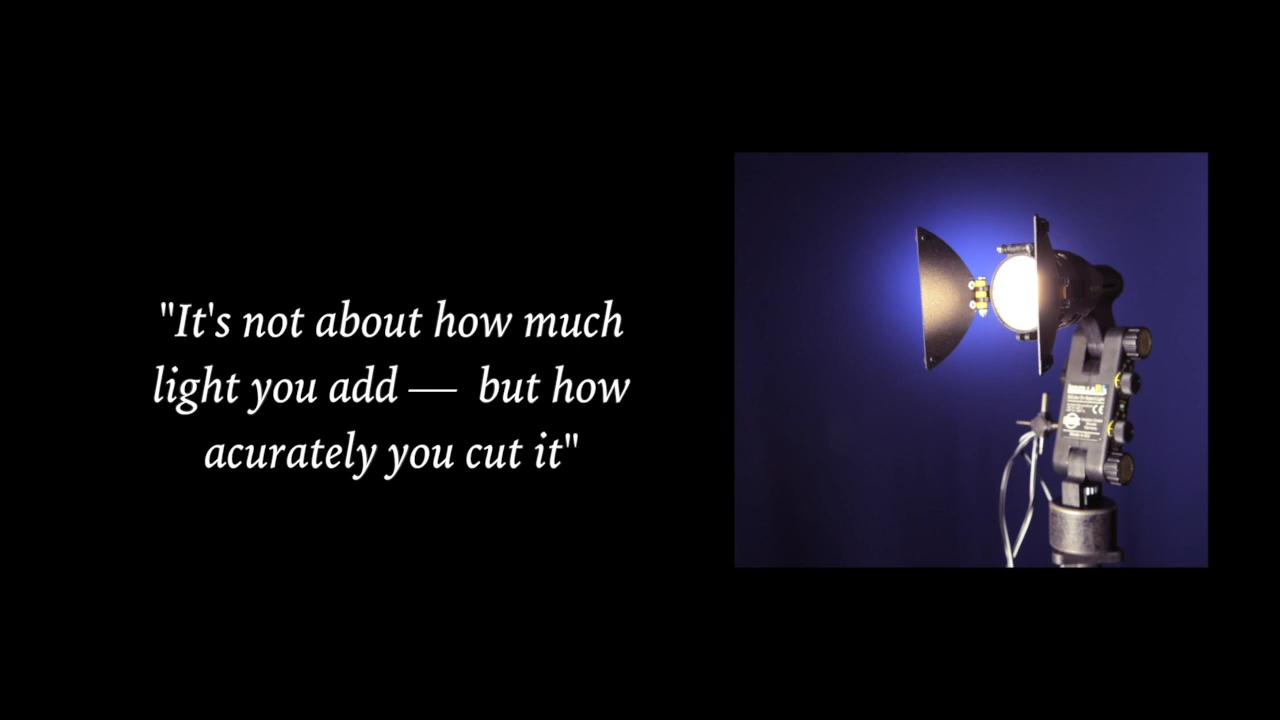 "It's not about how much
light you add —  but how
acurately you cut it"